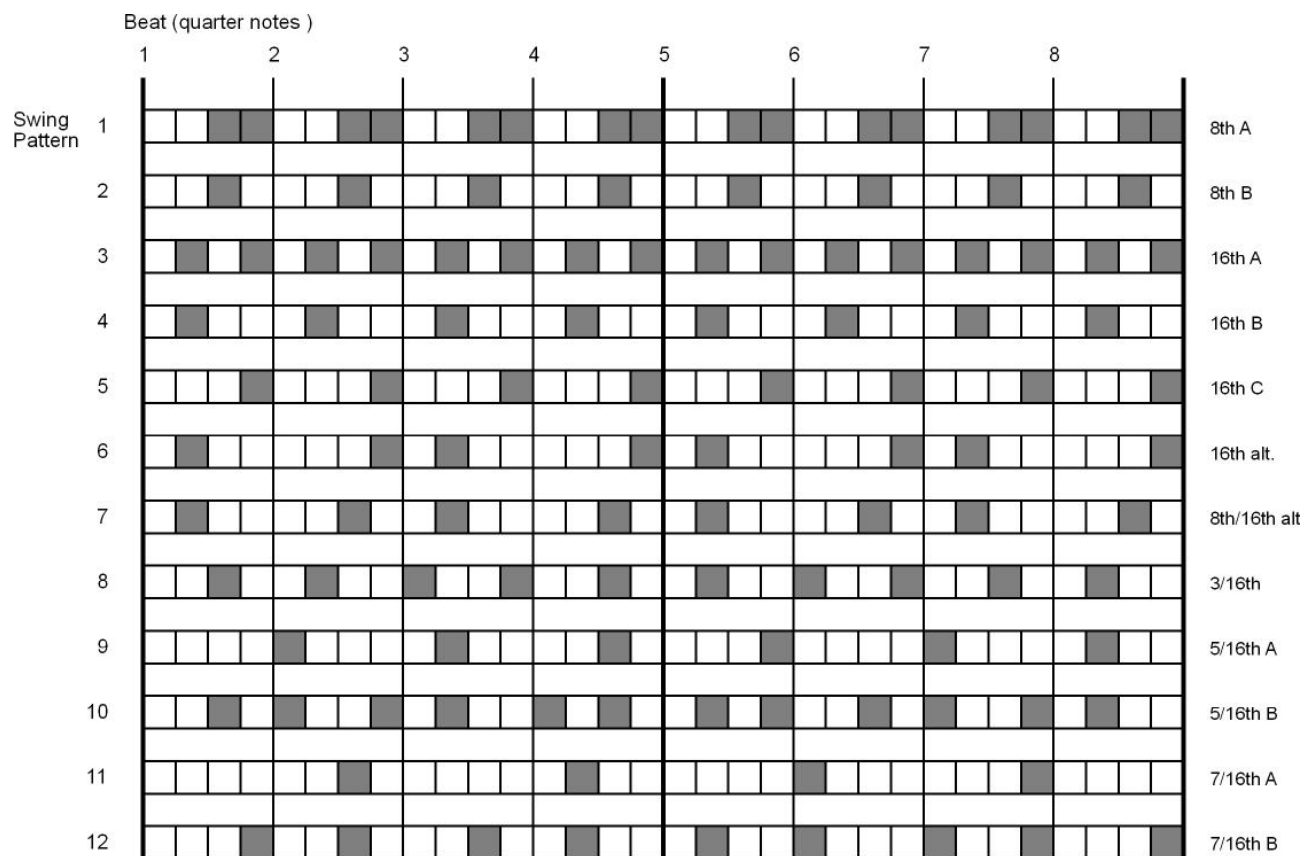 Beat (quarter notes )
1 2 3 4 5 6 7 8
Swing
Pattern
1 8th A
2 8th B
3 16th A
4 16th B
5 16th C
6 16th alt.
7 8th/16th alt
8 3/16th
9 5/16th A
10 5/16th B
11 7/16th A
12 7/16th B